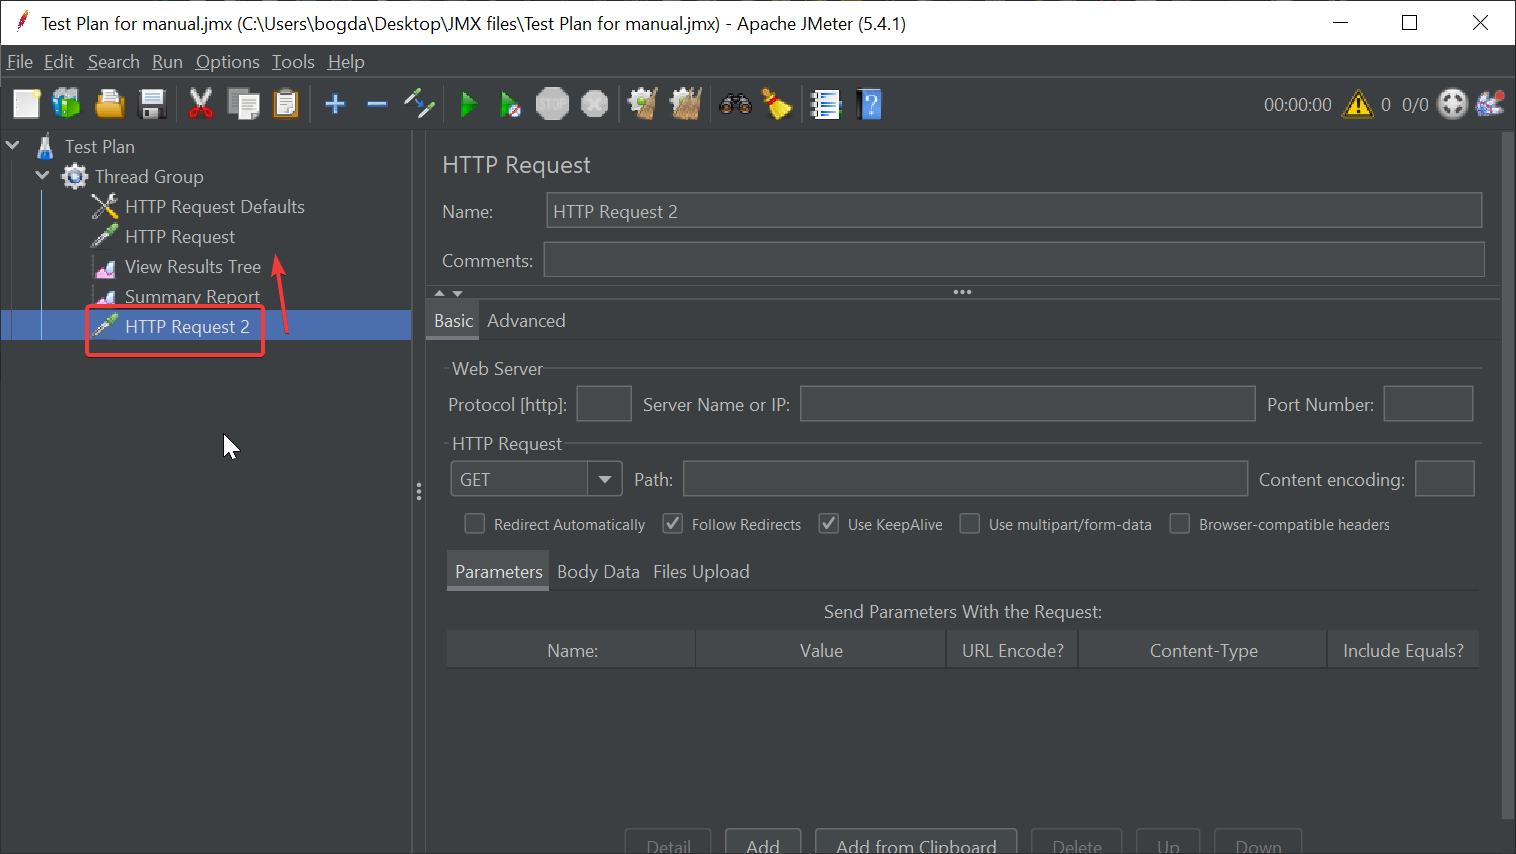 Test Plan for manual.jmx (C:\Users\bogda\Desktop\JMX files\Test Plan for manual.jmx) - Apache JMeter (5.4.1)
File Edit Search Run Options Tools Help
STOP 00:00:00 0 0/0
Test Plan
Thread Group
HTTP Request Defaults
HTTP Request
View Results Tree
Summary Report
HTTP Request 2
HTTP Request
Name: HTTP Request 2
Comments:
Basic Advanced
Web Server
Protocol [http]: Server Name or IP: Port Number:
HTTP Request
GET Path: Content encoding:
Redirect Automatically Follow Redirects Use KeepAlive Use multipart/form-data Browser-compatible headers
Parameters Body Data Files Upload
Send Parameters With the Request:
Name: Value URL Encode? Content-Type Include Equals?
Detail Add Add from Clipboard Delete Up Down